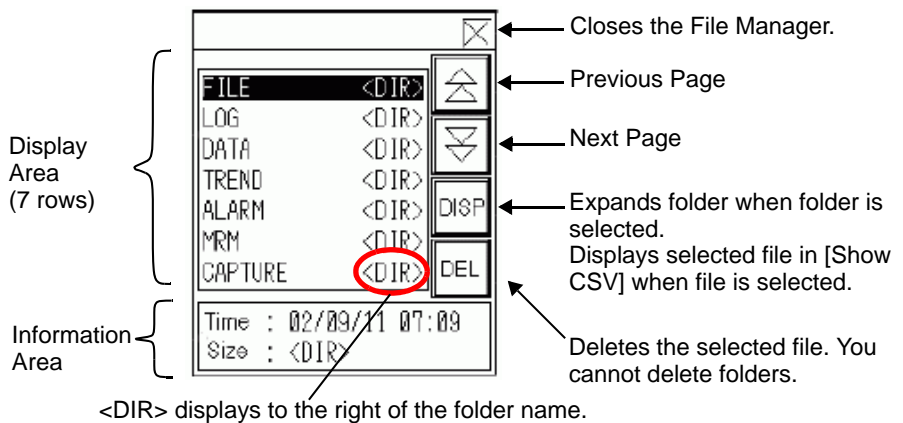 Closes the File Manager.
Previous Page
Next Page
Display
Area
(7 rows)
FILE <DIR>
LOG <DIR>
DATA <DIR>
TREND <DIR>
ALARM <DIR>
MRM <DIR>
CAPTURE <DIR>
DISP
DEL
Expands folder when folder is
selected.
Displays selected file in [Show
CSV] when file is selected.
Information
Area
Time : 02/09/11 07:09
Size : <DIR>
Deletes the selected file. You
cannot delete folders.
<DIR> displays to the right of the folder name.